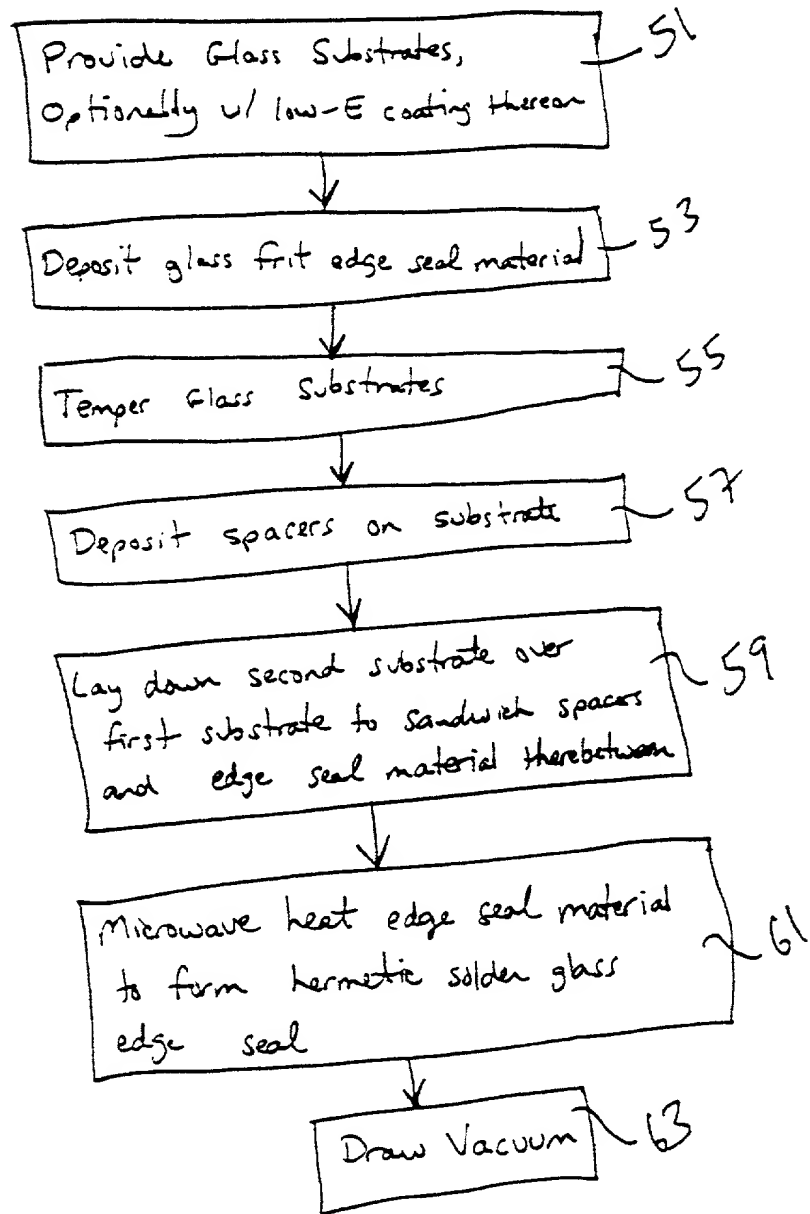 Provide Glass Substrates,
51
Optionally w/ low-E coating thereon
Deposit glass frit edge seal material
53
Temper Glass Substrates
55
Deposit spacers on substrate
57
Lay down second substrate over
first substrate to sandwich spaces
59
and edge seal material therebetween
Microwave heat edge seal material
to form hermetic solder glass
61
edge seal
Draw Vacuum
63